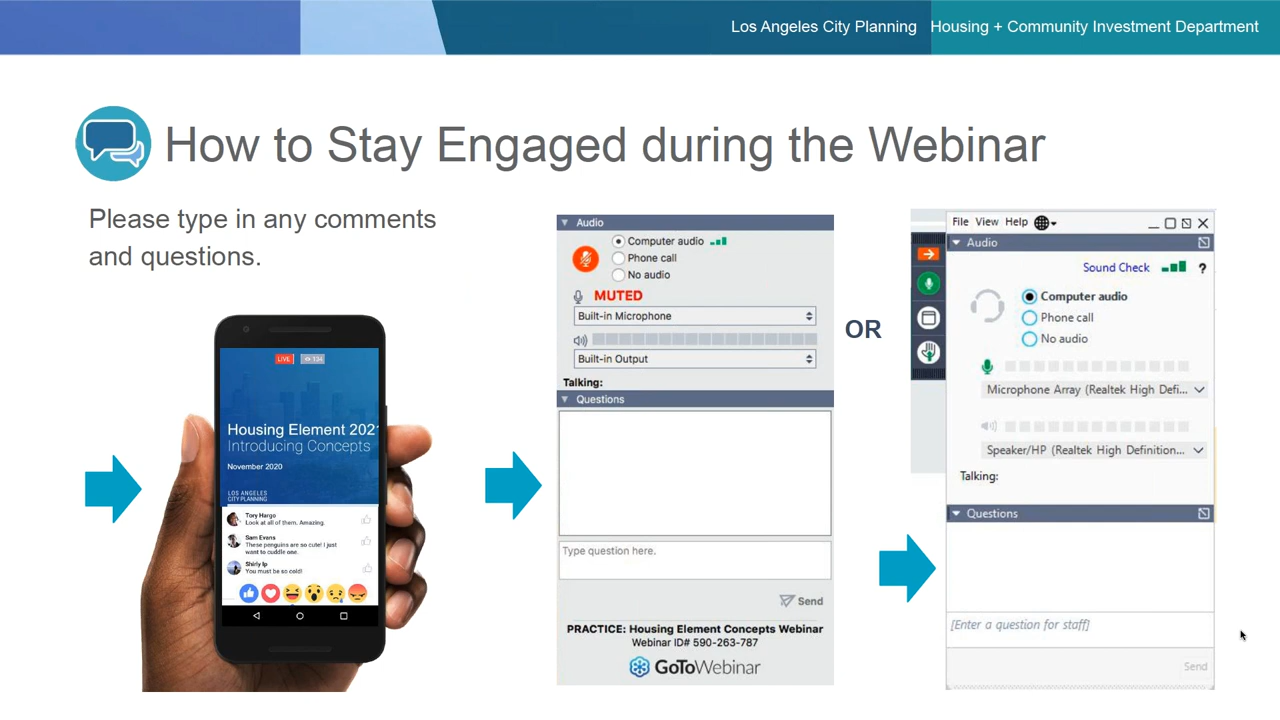 Los Angeles City Planning
Housing + Community Investment Department
How to Stay Engaged during the Webinar
Please type in any comments
and questions.
LIVE
134
Housing Element 202
Introducing Concepts
November 2020
LOS ANGELES
CITY PLANNING
Tory Hargo
Look at all of them. Amazing.
Sam Evans
These penguins are so cute! I just
want to cuddle one.
Shirly Ip
You must be so cold!
Audio
Computer audio
Phone call
No audio
MUTED
Built-in Microphone
Built-in Output
Talking:
Questions
Type question here.
Send
PRACTICE: Housing Element Concepts Webinar
Webinar ID# 590-263-787
GoToWebinar
OR
File View Help
Audio
Sound Check ?
Computer audio
Phone call
No audio
Microphone Array (Realtek High Defi...
Speaker/HP (Realtek High Definition...
Talking:
Questions
[Enter a question for staff]
Send